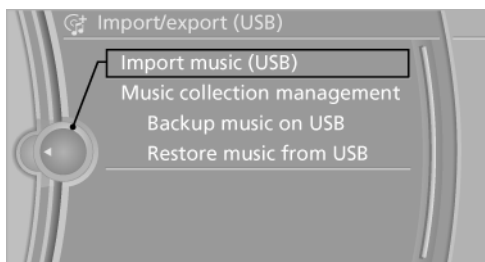 Import/export (USB)
Import music (USB)
Music collection management
Backup music on USB
Restore music from USB